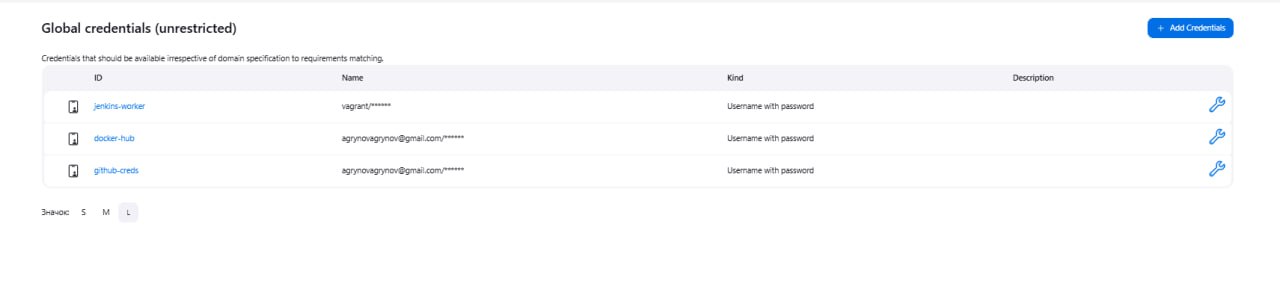 Global credentials (unrestricted)
+ Add Credentials
Credentials that should be available irrespective of domain specification to requirements matching.
ID Name Kind Description
jenkins-worker vagrant/****** Username with password
docker-hub agrynovagrynov@gmail.com/****** Username with password
github-creds agrynovagrynov@gmail.com/****** Username with password
Значок: S M L